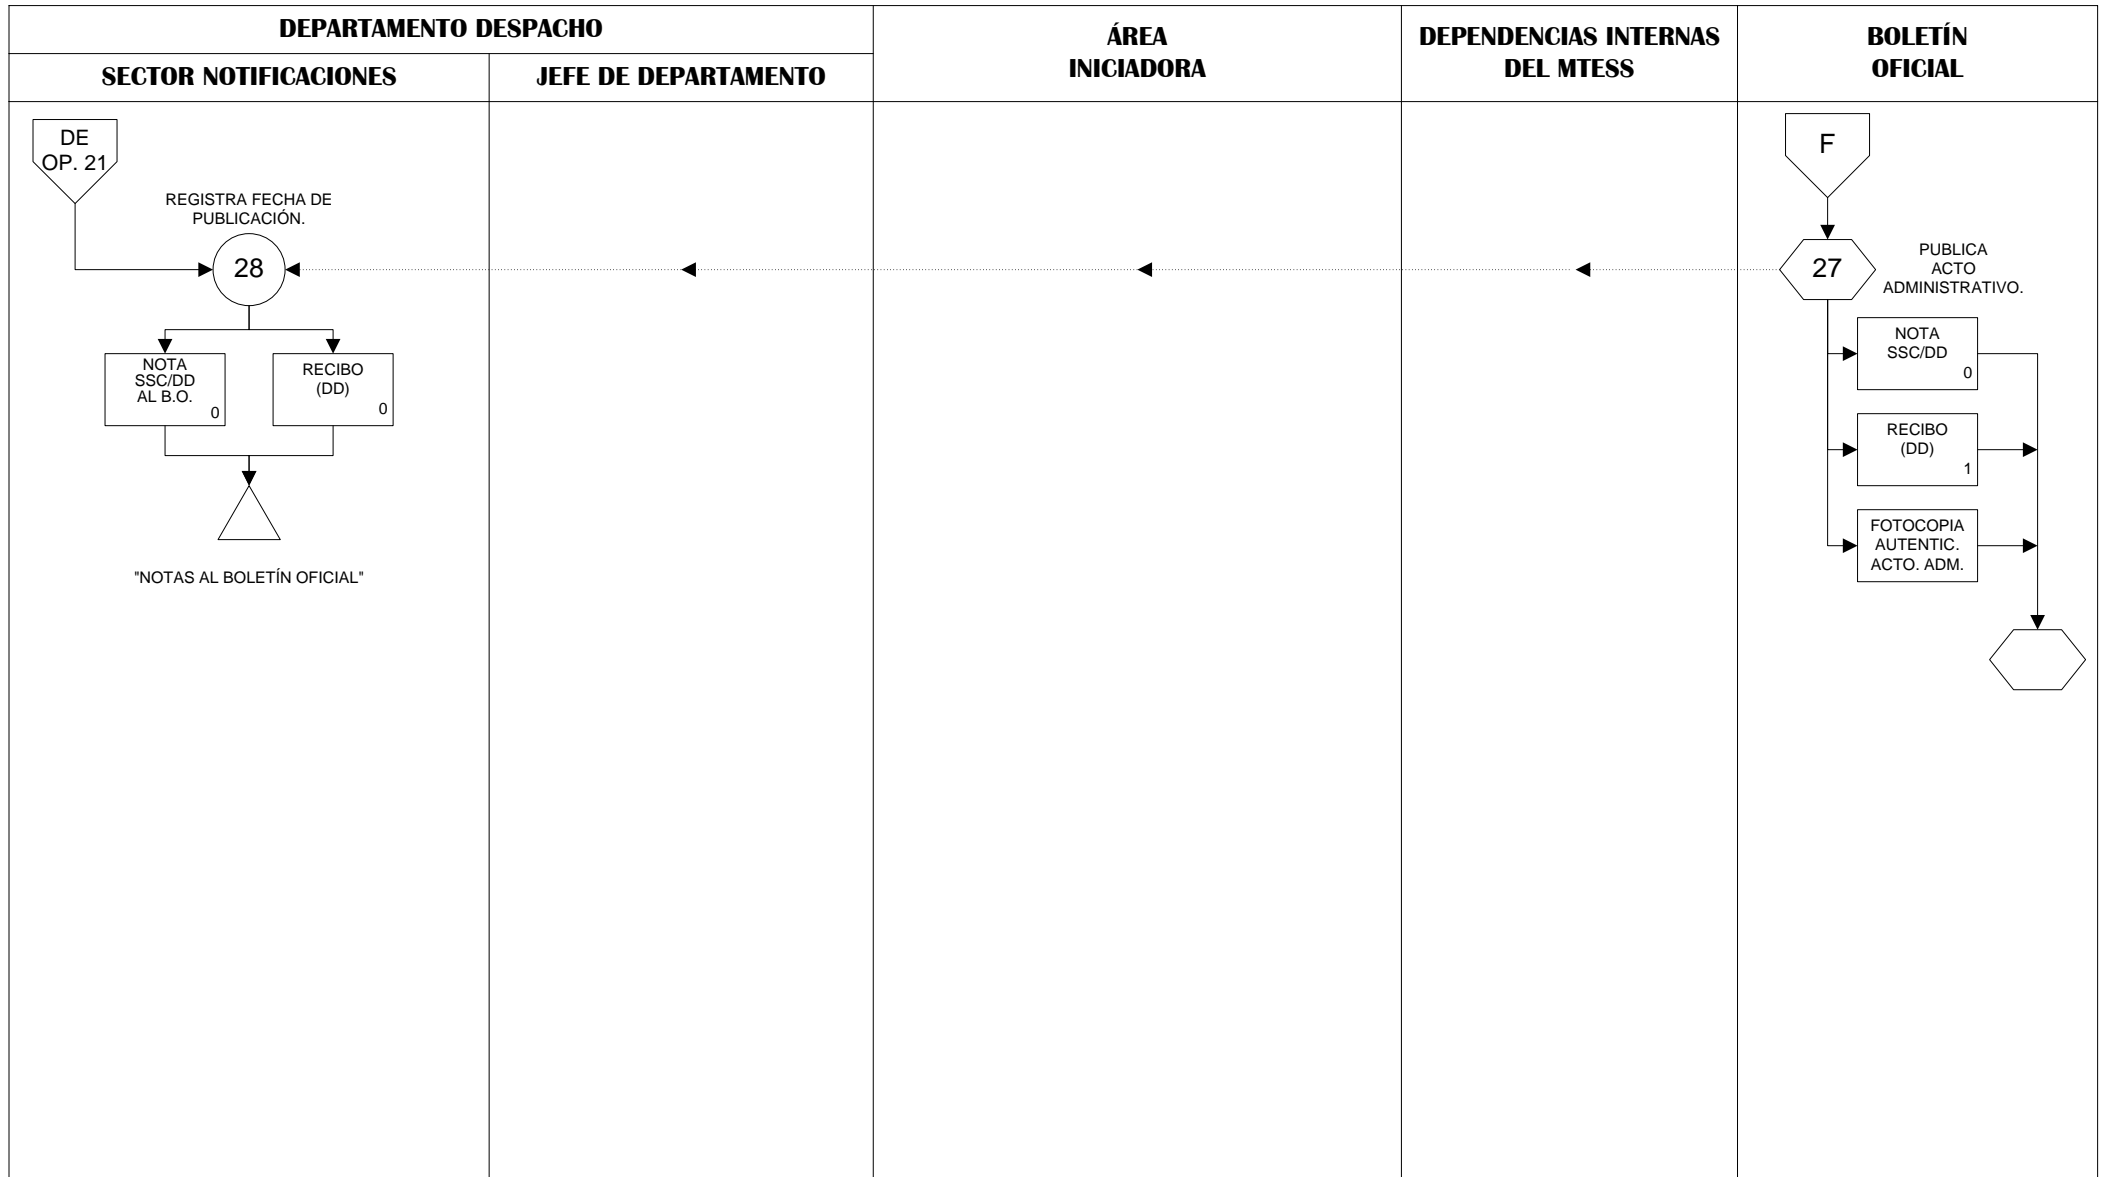 DEPARTAMENTO DESPACHO
SECTOR NOTIFICACIONES
JEFE DE DEPARTAMENTO
ÁREA
INICIADORA
DEPENDENCIAS INTERNAS
DEL MTESS
BOLETÍN
OFICIAL
DE
OP. 21
REGISTRA FECHA DE
PUBLICACIÓN.
28
NOTA
SSC/DD
AL B.O.
0
RECIBO
(DD)
0
"NOTAS AL BOLETÍN OFICIAL"
F
27
PUBLICA
ACTO
ADMINISTRATIVO.
NOTA
SSC/DD
0
RECIBO
(DD)
1
FOTOCOPIA
AUTENTIC.
ACTO. ADM.